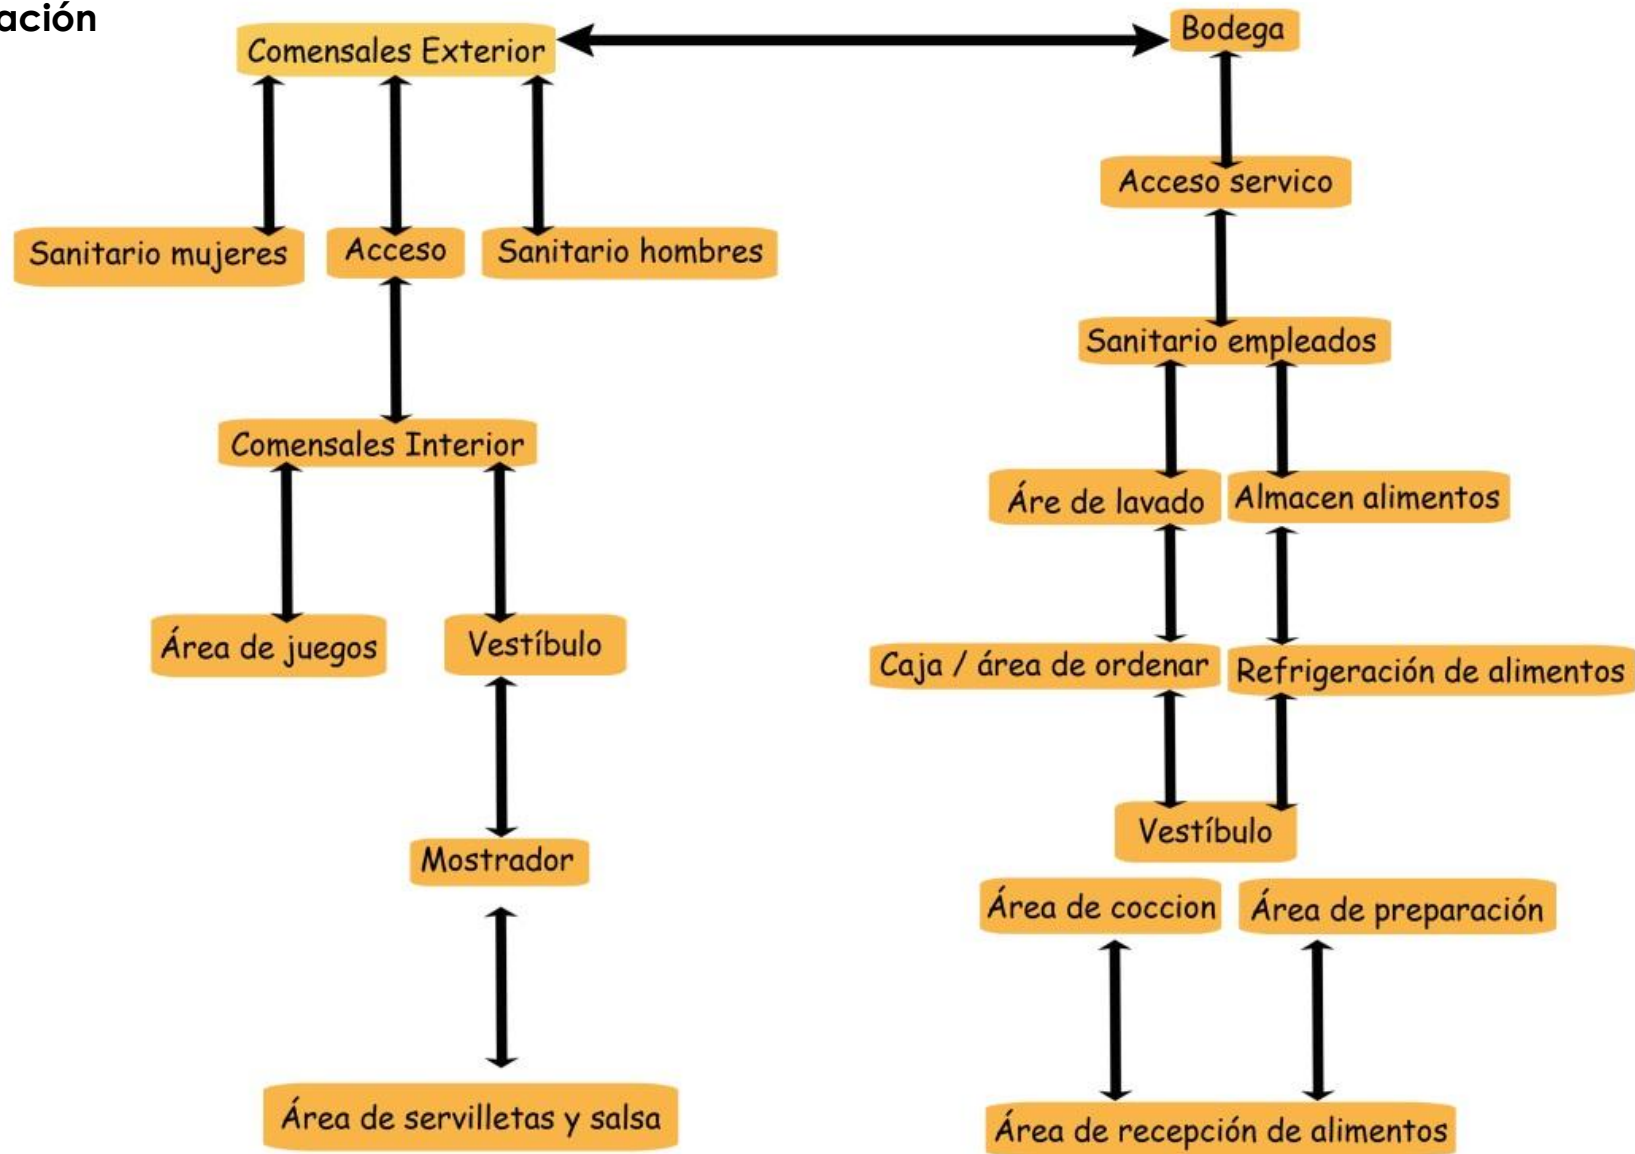 ación
Comensales Exterior
Bodega
Acceso servico
Sanitario mujeres
Acceso
Sanitario hombres
Sanitario empleados
Comensales Interior
Áre de lavado
Almacen alimentos
Área de juegos
Vestíbulo
Caja / área de ordenar
Refrigeración de alimentos
Vestíbulo
Mostrador
Área de coccion
Área de preparación
Área de servilletas y salsa
Área de recepción de alimentos